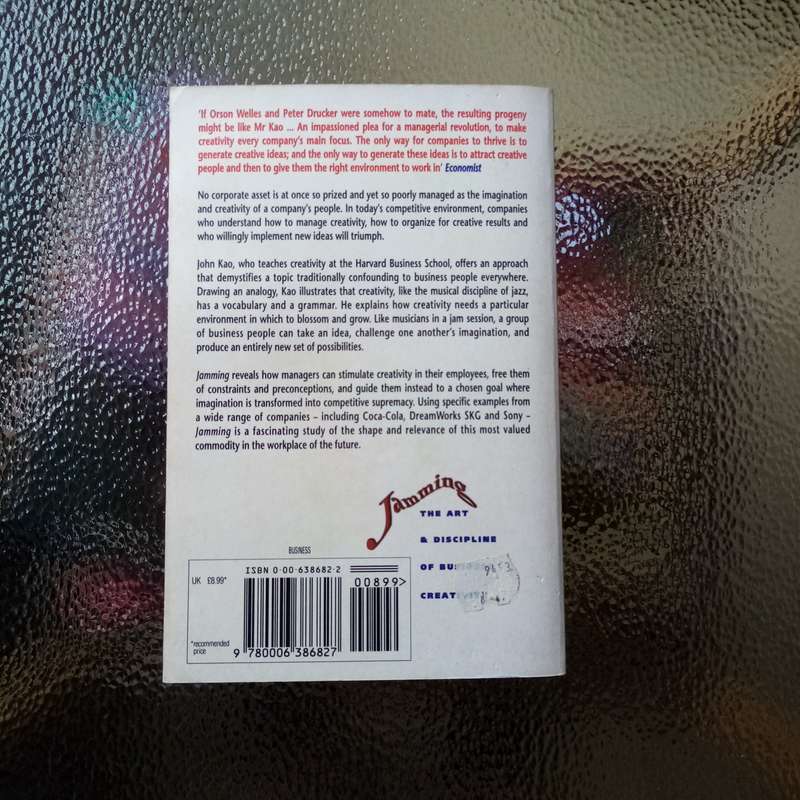 'If Orson Welles and Peter Drucker were somehow to mate, the resulting progeny
might be like Mr Kao ... An impassioned plea for a managerial revolution, to make
creativity every company's main focus. The only way for companies to thrive is to
generate creative ideas; and the only way to generate these ideas is to attract creative
people and then to give them the right environment to work in' Economist
No corporate asset is at once so prized and yet so poorly managed as the imagination
and creativity of a company's people. In today's competitive environment, companies
who understand how to manage creativity, how to organize for creative results and
who willingly implement new ideas will triumph.
John Kao, who teaches creativity at the Harvard Business School, offers an approach
that demystifies a topic traditionally confounding to business people everywhere.
Drawing an analogy, Kao illustrates that creativity, like the musical discipline of jazz,
has a vocabulary and a grammar. He explains how creativity needs a particular
environment in which to blossom and grow. Like musicians in a jam session, a group
of business people can take an idea, challenge one another's imagination, and
produce an entirely new set of possibilities.
Jamming reveals how managers can stimulate creativity in their employees, free them
of constraints and preconceptions, and guide them instead to a chosen goal where
imagination is transformed into competitive supremacy. Using specific examples from
a wide range of companies – including Coca-Cola, DreamWorks SKG and Sony –
Jamming is a fascinating study of the shape and relevance of this most valued
commodity in the workplace of the future.
Jamming
THE ART
& DISCIPLINE
OF
BUSINESS
ISBN 0-00-638682-2
UK £8.99*
00899>
*recommended
price
9 780006 386827